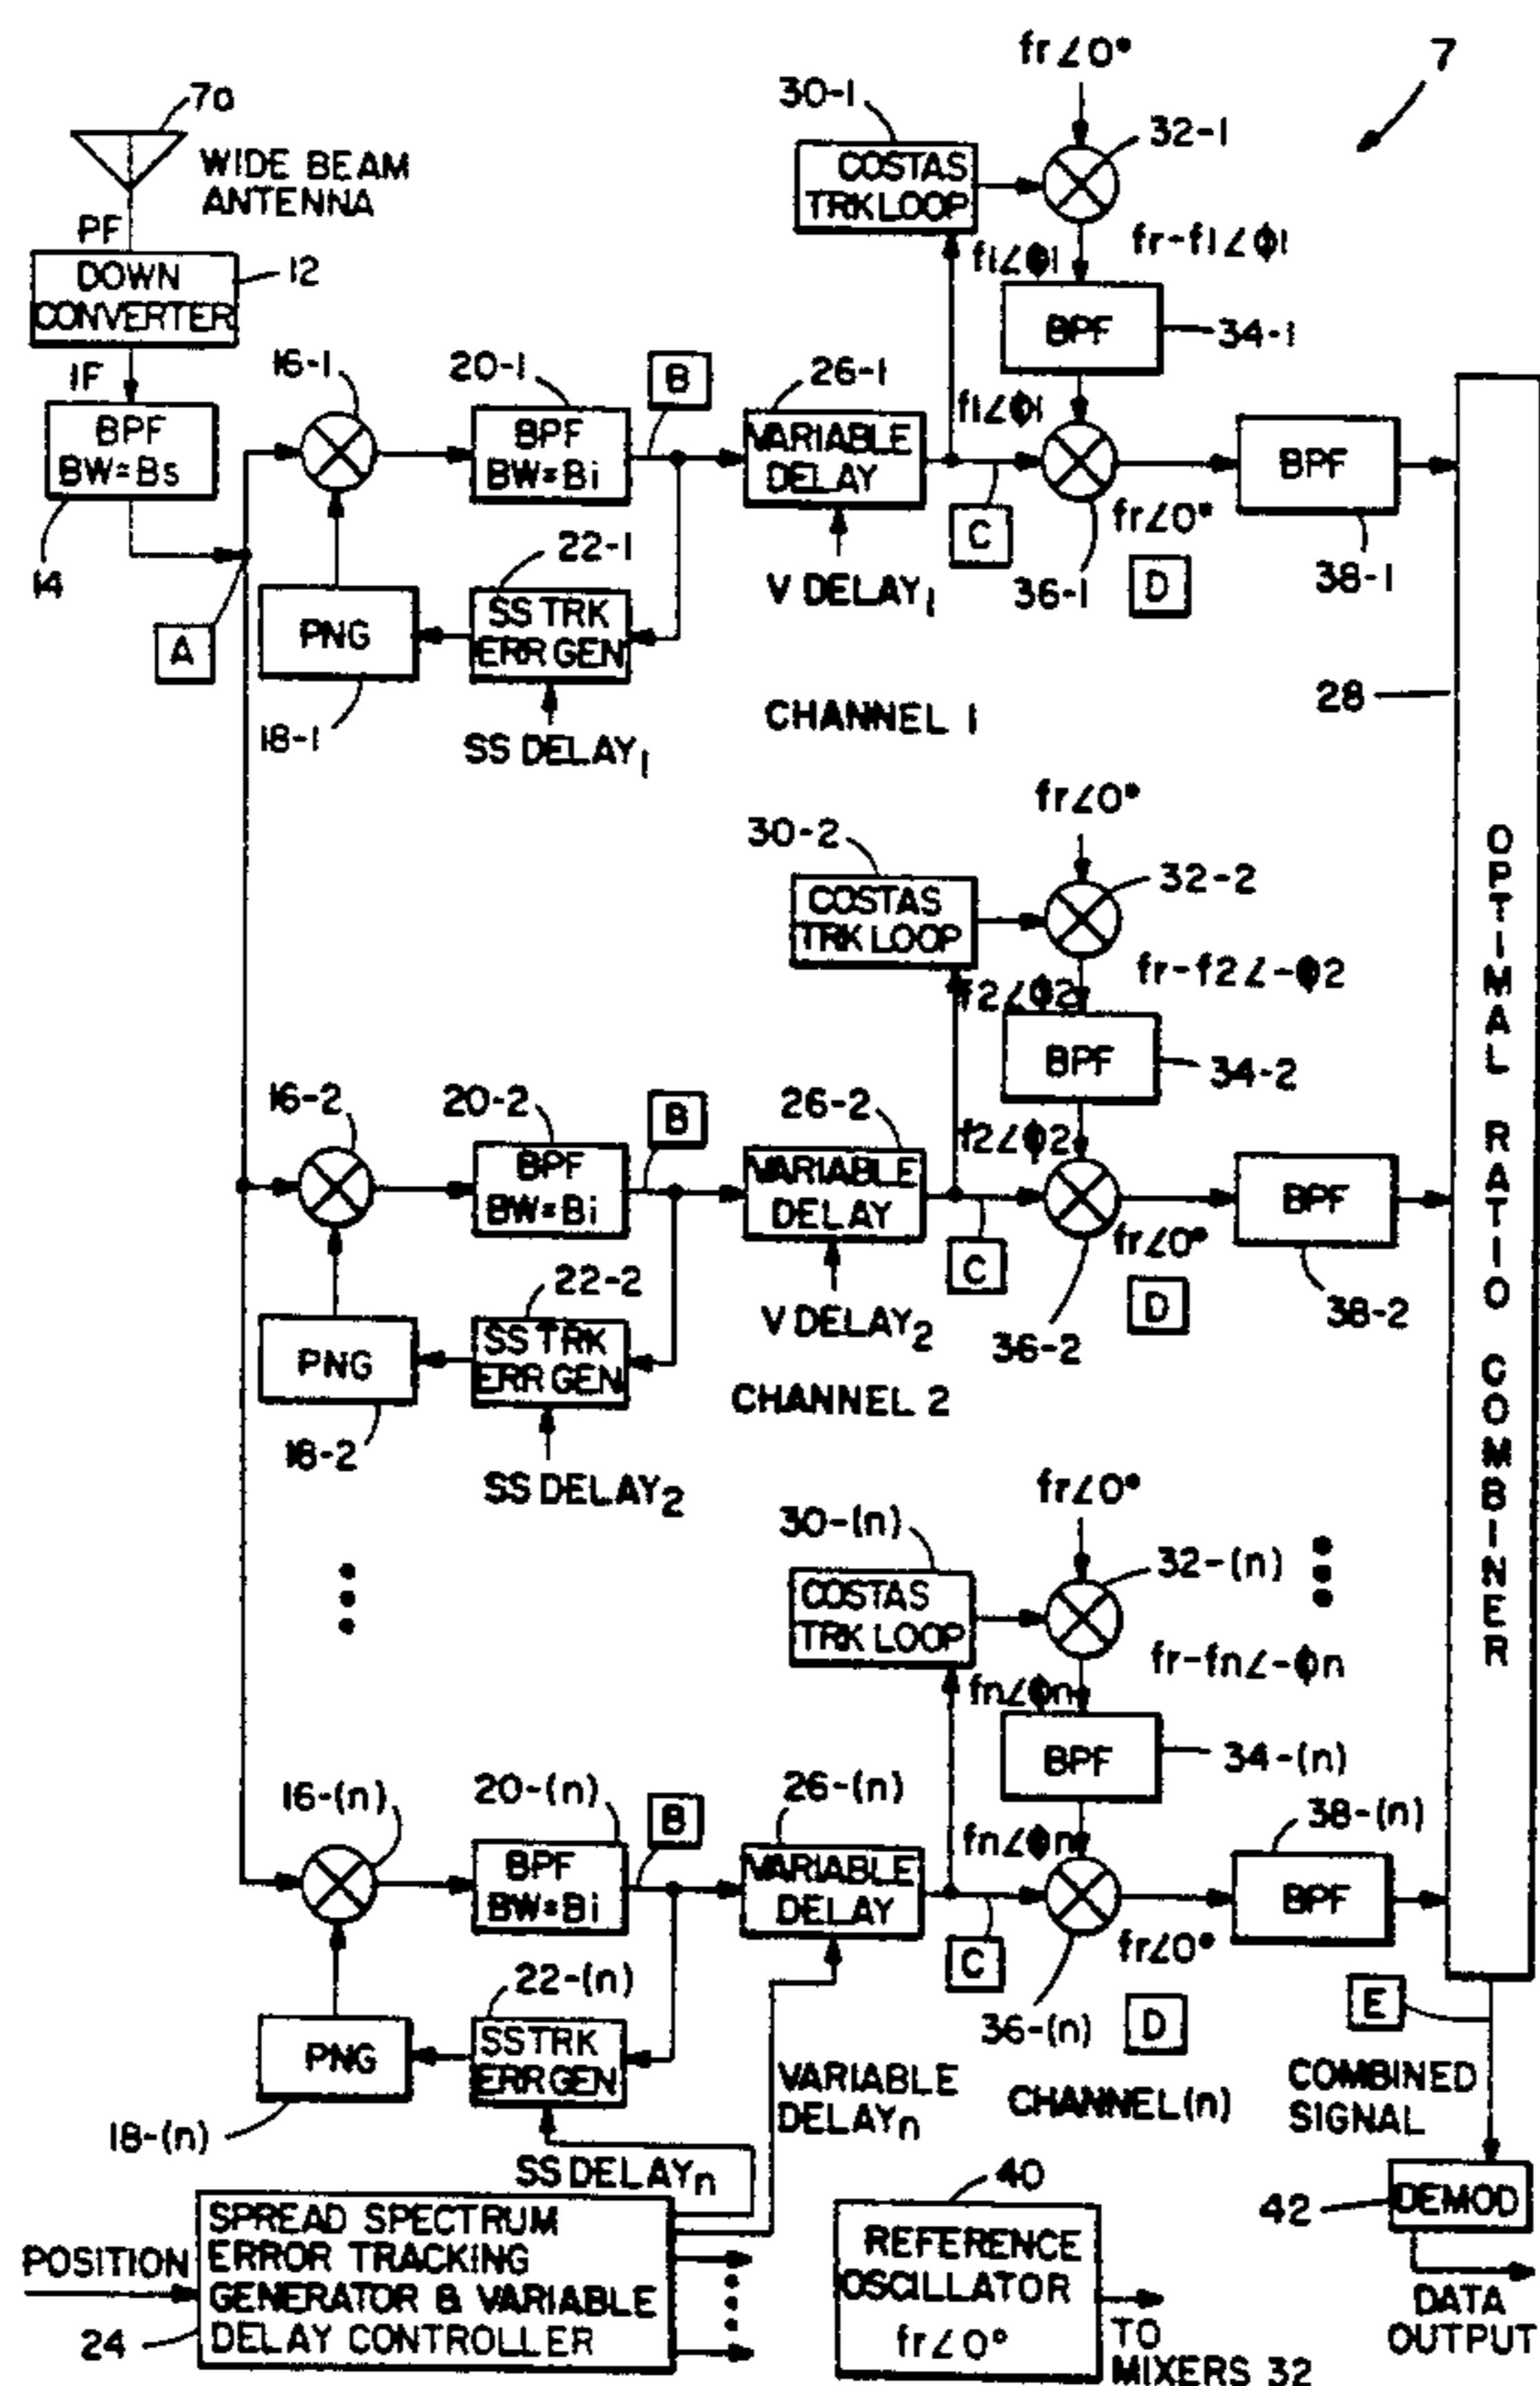 fr∠0°
7
30-1
7a
32-1
WIDE BEAM
ANTENNA
COSTAS
TRK LOOP
PF
fr-f1∠ϕ1
f1∠ϕ1
12
DOWN
CONVERTER
BPF
34-1
16-1
20-1
B
26-1
IF
f1∠ϕ1
BPF
BW=Bs
BPF
BW=Bi
VARIABLE
DELAY
BPF
C
fr∠0°
14
22-1
V DELAY1
36-1
D
38-1
A
PNG
SS TRK
ERR GEN
28
18-1
SS DELAY1
CHANNEL 1
fr∠0°
30-2
32-2
COSTAS
TRK LOOP
fr-f2∠-ϕ2
f2∠ϕ2
BPF
34-2
16-2
20-2
B
26-2
f2∠ϕ2
BPF
BW=Bi
VARIABLE
DELAY
BPF
C
fr∠0°
22-2
V DELAY2
36-2
D
38-2
PNG
SS TRK
ERR GEN
CHANNEL 2
18-2
SS DELAY2
OPTIMAL RATIO COMBINER
fr∠0°
30-(n)
32-(n)
COSTAS
TRK LOOP
fr-fn∠-ϕn
fn∠ϕn
BPF
34-(n)
16-(n)
20-(n)
B
26-(n)
38-(n)
fn∠ϕn
BPF
BW=Bi
VARIABLE
DELAY
BPF
C
fr∠0°
22-(n)
36-(n)
D
E
PNG
SS TRK
ERR GEN
VARIABLE
DELAYn
CHANNEL(n)
COMBINED
SIGNAL
18-(n)
SS DELAYn
40
42
DEMOD
POSITION
SPREAD SPECTRUM
ERROR TRACKING
GENERATOR & VARIABLE
DELAY CONTROLLER
24
REFERENCE
OSCILLATOR
fr∠0°
TO
MIXERS 32
DATA
OUTPUT